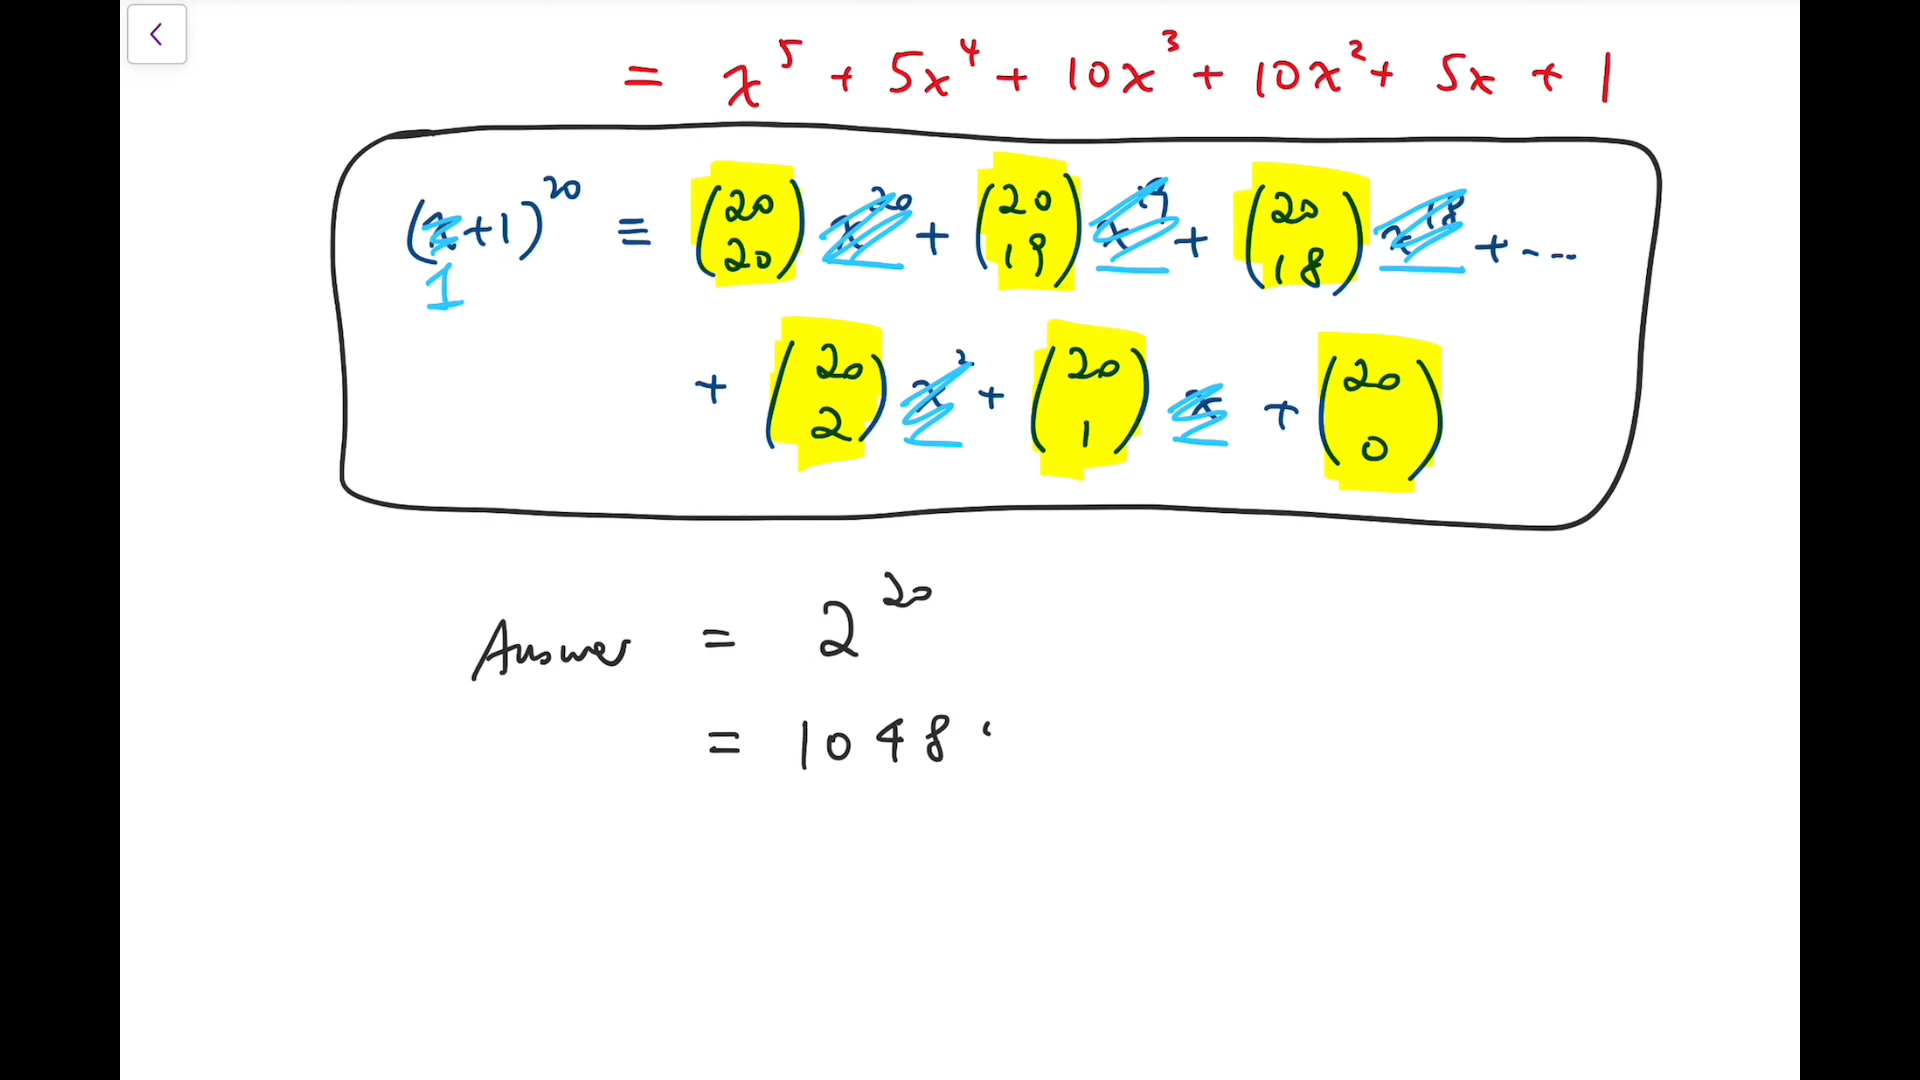 = x⁵ + 5x⁴ + 10x³ + 10x² + 5x + 1
(x+1)²⁰ ≡ (20 20) x²⁰ + (20 19) x¹⁹ + (20 18) x¹⁸ + ...
1
+ (20 2) x² + (20 1) x + (20 0)
Answer = 2²⁰
= 1048